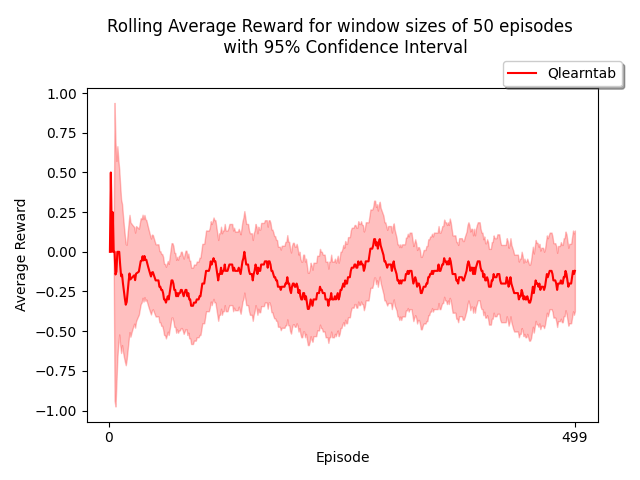 Rolling Average Reward for window sizes of 50 episodes
with 95% Confidence Interval
Qlearntab
1.00
0.75
0.50
0.25
0.00
−0.25
−0.50
−0.75
−1.00
Average Reward
0
499
Episode